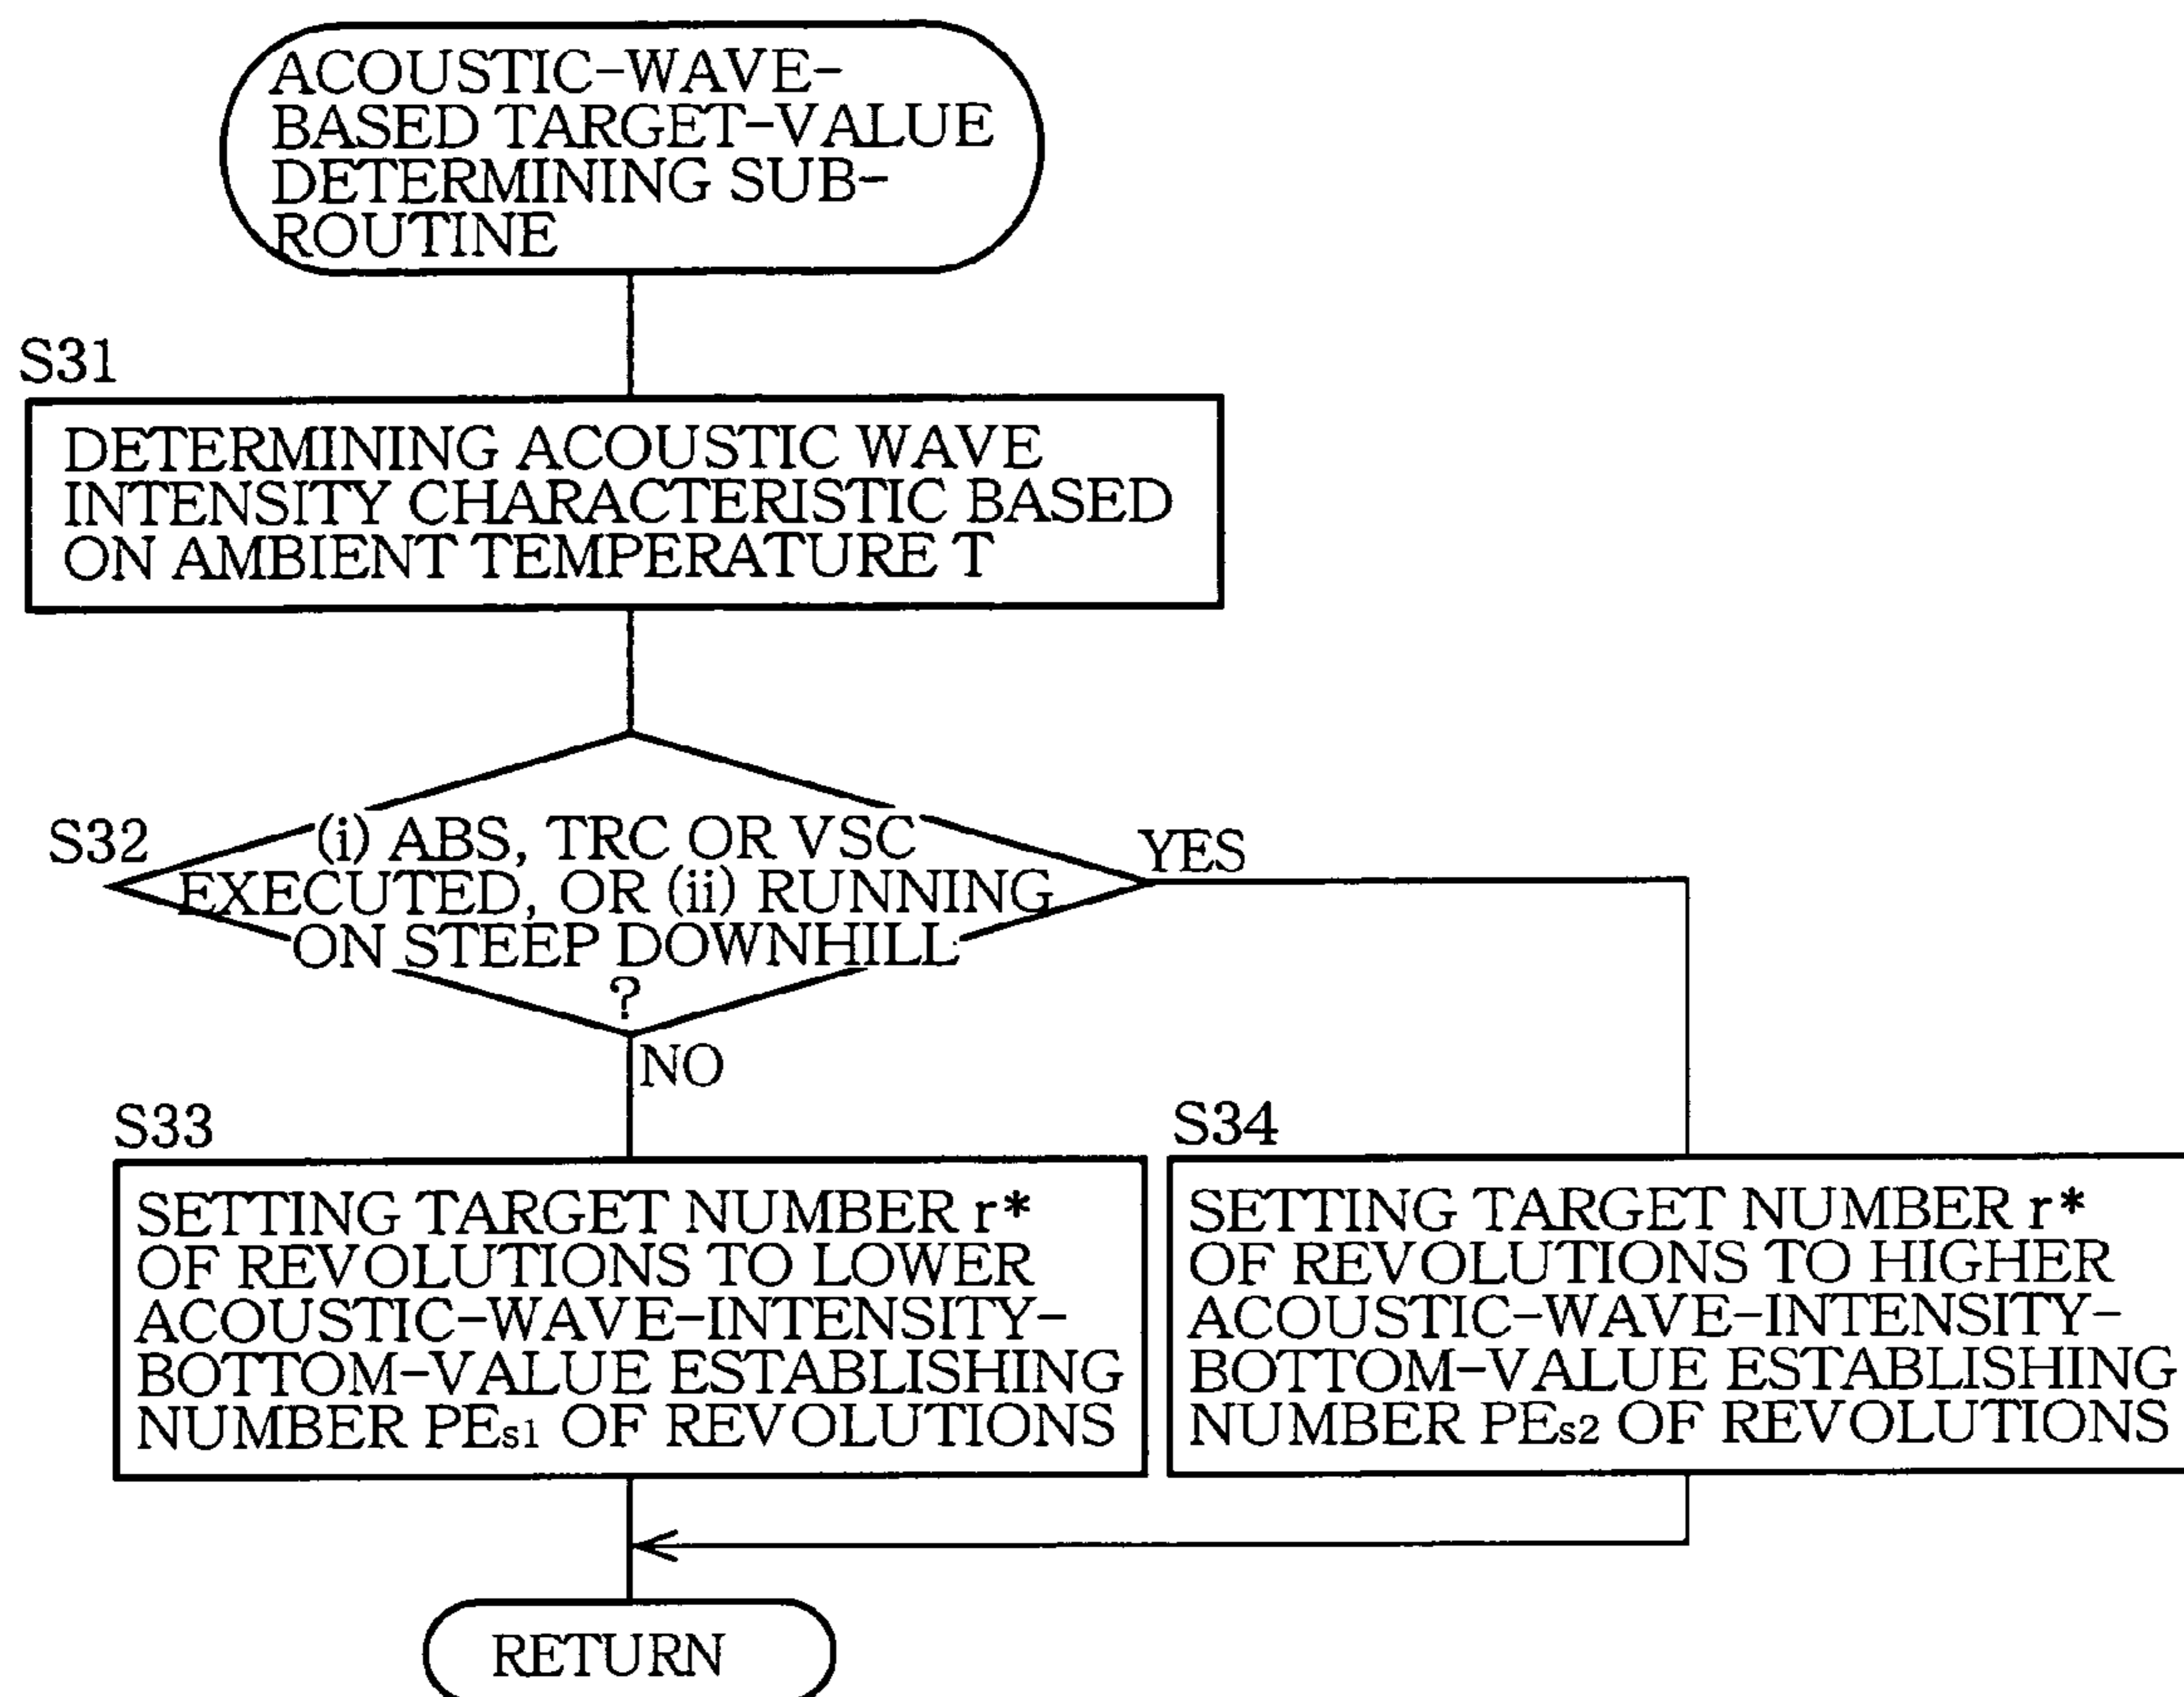 ACOUSTIC-WAVE-
BASED TARGET-VALUE
DETERMINING SUB-
ROUTINE
S31
DETERMINING ACOUSTIC WAVE
INTENSITY CHARACTERISTIC BASED
ON AMBIENT TEMPERATURE T
S32
(i) ABS, TRC OR VSC
EXECUTED, OR (ii) RUNNING
ON STEEP DOWNHILL
?
YES
NO
S33
SETTING TARGET NUMBER r*
OF REVOLUTIONS TO LOWER
ACOUSTIC-WAVE-INTENSITY-
BOTTOM-VALUE ESTABLISHING
NUMBER PEs1 OF REVOLUTIONS
S34
SETTING TARGET NUMBER r*
OF REVOLUTIONS TO HIGHER
ACOUSTIC-WAVE-INTENSITY-
BOTTOM-VALUE ESTABLISHING
NUMBER PEs2 OF REVOLUTIONS
RETURN